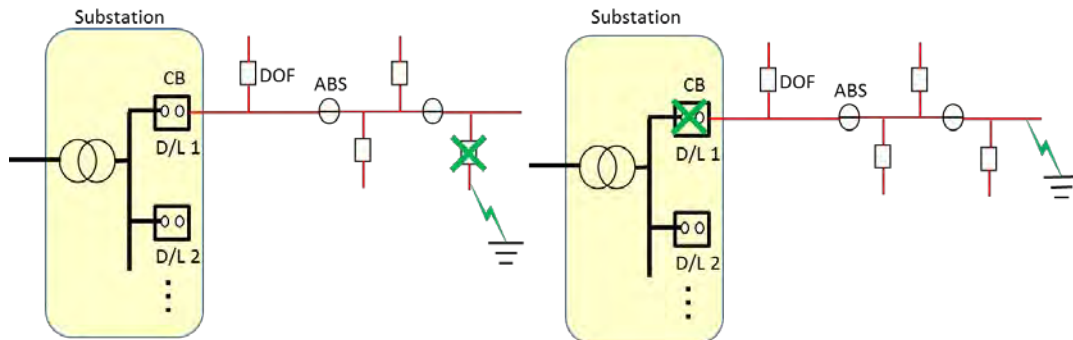 Substation
CB
DOF
ABS
D/L 1
D/L 2
Substation
CB
DOF
ABS
D/L 1
D/L 2